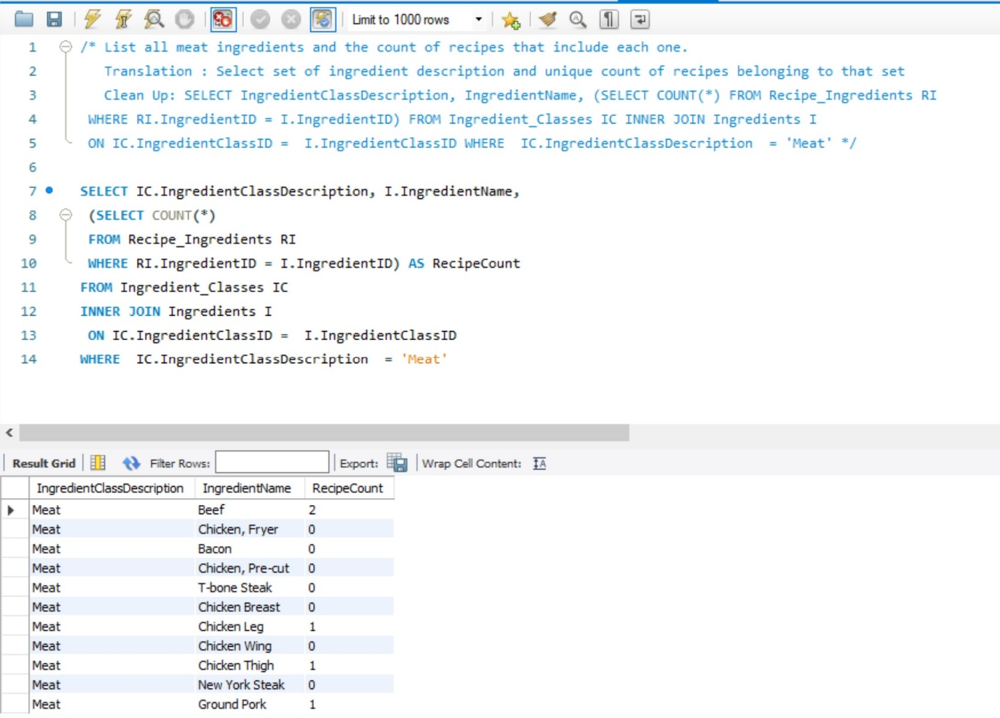 Limit to 1000 rows
1 /* List all meat ingredients and the count of recipes that include each one.
2 Translation : Select set of ingredient description and unique count of recipes belonging to that set
3 Clean Up: SELECT IngredientClassDescription, IngredientName, (SELECT COUNT(*) FROM Recipe_Ingredients RI
4 WHERE RI.IngredientID = I.IngredientID) FROM Ingredient_Classes IC INNER JOIN Ingredients I
5 ON IC.IngredientClassID =  I.IngredientClassID WHERE  IC.IngredientClassDescription  = 'Meat' */
6
7 SELECT IC.IngredientClassDescription, I.IngredientName,
8 (SELECT COUNT(*)
9 FROM Recipe_Ingredients RI
10 WHERE RI.IngredientID = I.IngredientID) AS RecipeCount
11 FROM Ingredient_Classes IC
12 INNER JOIN Ingredients I
13 ON IC.IngredientClassID =  I.IngredientClassID
14 WHERE  IC.IngredientClassDescription  = 'Meat'
Result Grid Filter Rows: Export: Wrap Cell Content:
IngredientClassDescription IngredientName RecipeCount
Meat Beef 2
Meat Chicken, Fryer 0
Meat Bacon 0
Meat Chicken, Pre-cut 0
Meat T-bone Steak 0
Meat Chicken Breast 0
Meat Chicken Leg 1
Meat Chicken Wing 0
Meat Chicken Thigh 1
Meat New York Steak 0
Meat Ground Pork 1